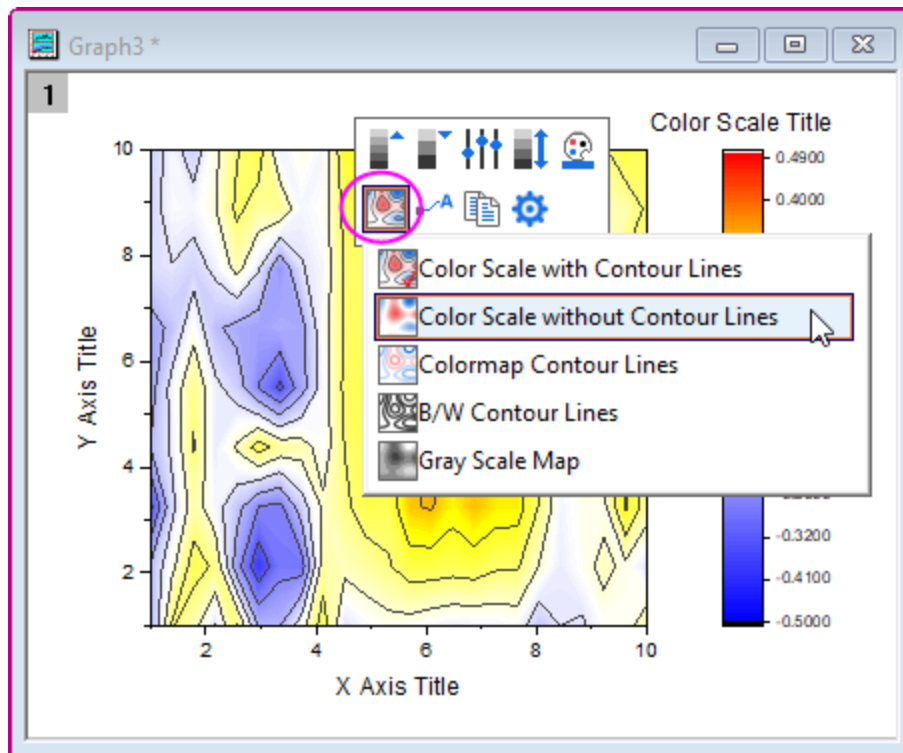 Graph3 *
1
Color Scale Title
10
8
6
4
2
Y Axis Title
2
4
6
8
10
X Axis Title
A
0.4900
0.4000
Color Scale with Contour Lines
Color Scale without Contour Lines
Colormap Contour Lines
B/W Contour Lines
Gray Scale Map
-0.3200
-0.4100
-0.5000